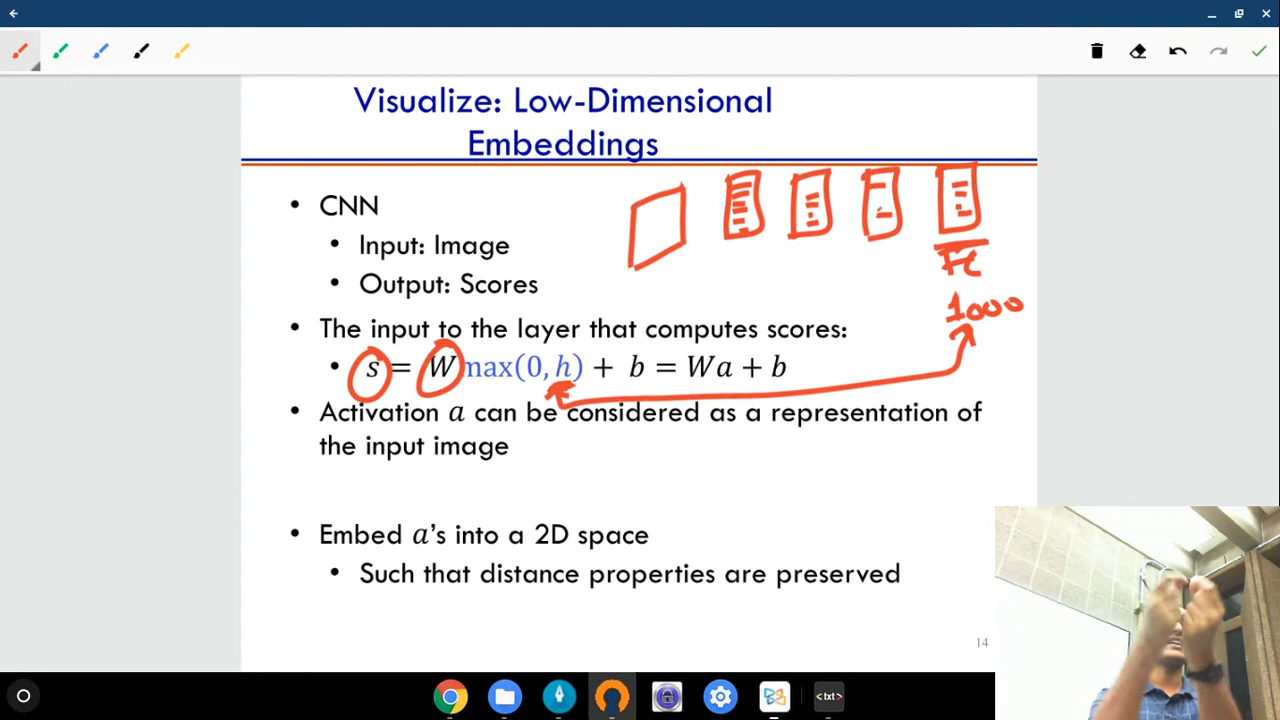 Visualize: Low-Dimensional
Embeddings
• CNN
• Input: Image
• Output: Scores
FC
1000
• The input to the layer that computes scores:
• s = W max(0, h) + b = Wa + b
• Activation a can be considered as a representation of
the input image
• Embed a's into a 2D space
• Such that distance properties are preserved
14
<txt>